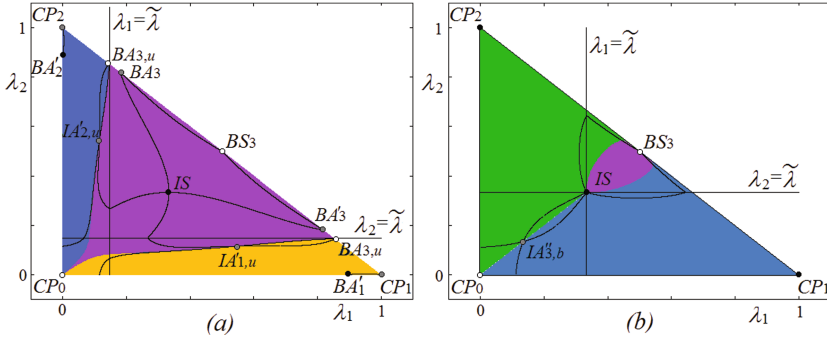 CP₂
λ₁=λ̃
1
BA₃,ᵤ
BA₃
BA′₂
λ₂
IA′₂,ᵤ
BS₃
IS
BA′₃
λ₂=λ̃
BA₃,ᵤ
IA′₁,ᵤ
0
CP₀
BA′₁
CP₁
0
λ₁
1
(a)
CP₂
1
λ₁=λ̃
λ₂
BS₃
IS
λ₂=λ̃
IA″₃,b
0
CP₀
CP₁
0
λ₁
1
(b)